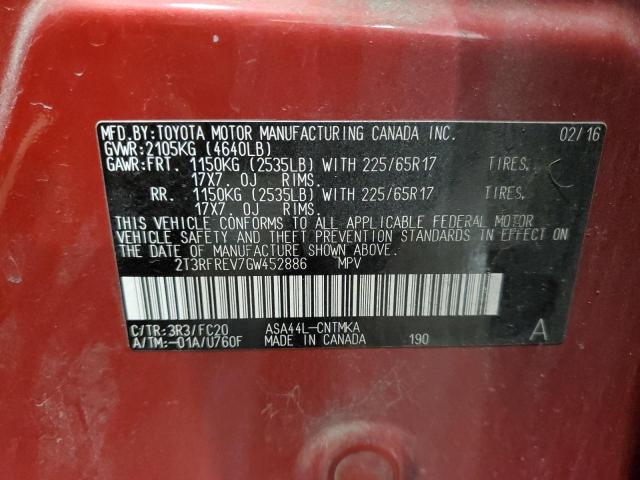 MFD.BY:TOYOTA MOTOR MANUFACTURING CANADA INC. 02/16
GVWR:2105KG (4640LB)
GAWR:FRT. 1150KG (2535LB) WITH 225/65R17 TIRES,
17X7.0J RIMS.
RR. 1150KG (2535LB) WITH 225/65R17 TIRES,
17X7.0J RIMS.
THIS VEHICLE CONFORMS TO ALL APPLICABLE FEDERAL MOTOR
VEHICLE SAFETY AND THEFT PREVENTION STANDARDS IN EFFECT ON
THE DATE OF MANUFACTURE SHOWN ABOVE.
2T3RFREV7GW452886 MPV
C/TR:3R3/FC20 ASA44L-CNTMKA
A/TM:-01A/U760F MADE IN CANADA 190 A